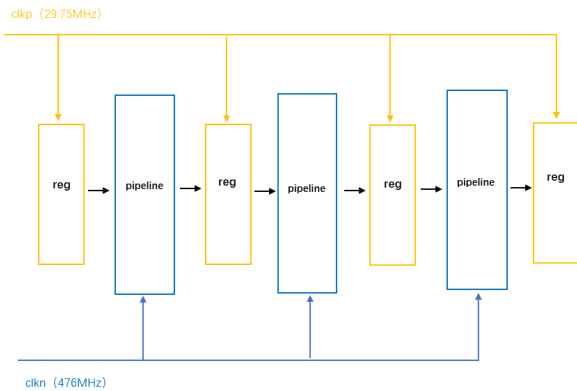 clkp（29.75MHz）
reg
pipeline
reg
pipeline
reg
pipeline
reg
clkn（476MHz）